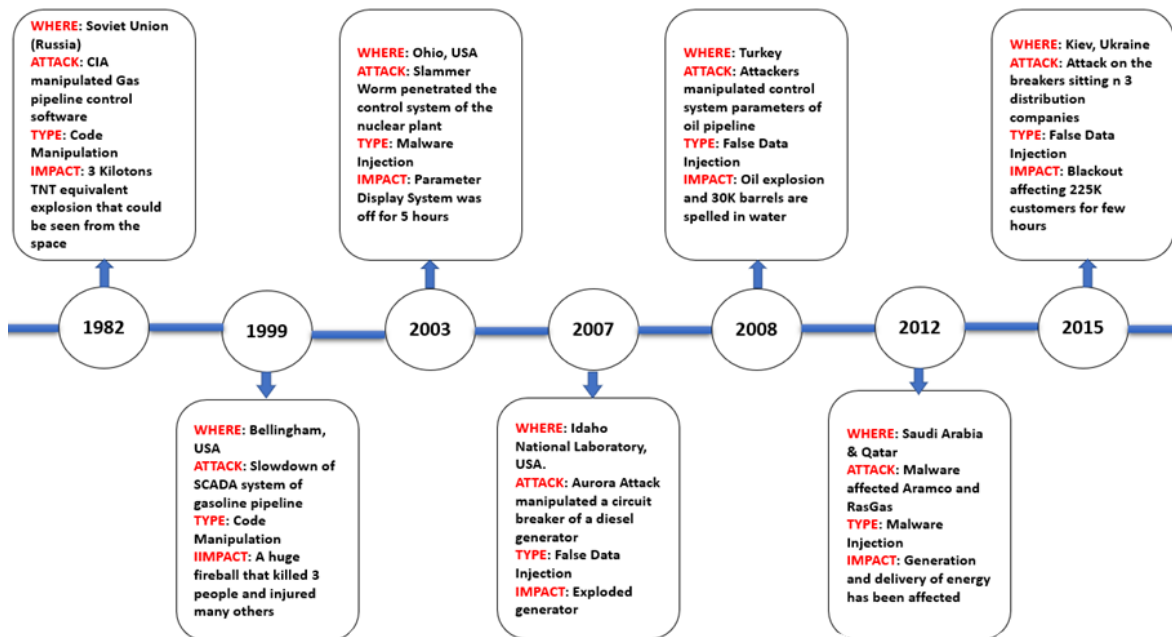 WHERE: Soviet Union
(Russia)
ATTACK: CIA
manipulated Gas
pipeline control
software
TYPE: Code
Manipulation
IMPACT: 3 Kilotons
TNT equivalent
explosion that could
be seen from the
space
WHERE: Ohio, USA
ATTACK: Slammer
Worm penetrated the
control system of the
nuclear plant
TYPE: Malware
Injection
IMPACT: Parameter
Display System was
off for 5 hours
WHERE: Turkey
ATTACK: Attackers
manipulated control
system parameters of
oil pipeline
TYPE: False Data
Injection
IMPACT: Oil explosion
and 30K barrels are
spelled in water
WHERE: Kiev, Ukraine
ATTACK: Attack on the
breakers sitting n 3
distribution
companies
TYPE: False Data
Injection
IMPACT: Blackout
affecting 225K
customers for few
hours
1982
1999
2003
2007
2008
2012
2015
WHERE: Bellingham,
USA
ATTACK: Slowdown of
SCADA system of
gasoline pipeline
TYPE: Code
Manipulation
IIMPACT: A huge
fireball that killed 3
people and injured
many others
WHERE: Idaho
National Laboratory,
USA.
ATTACK: Aurora Attack
manipulated a circuit
breaker of a diesel
generator
TYPE: False Data
Injection
IMPACT: Exploded
generator
WHERE: Saudi Arabia
& Qatar
ATTACK: Malware
affected Aramco and
RasGas
TYPE: Malware
Injection
IMPACT: Generation
and delivery of energy
has been affected